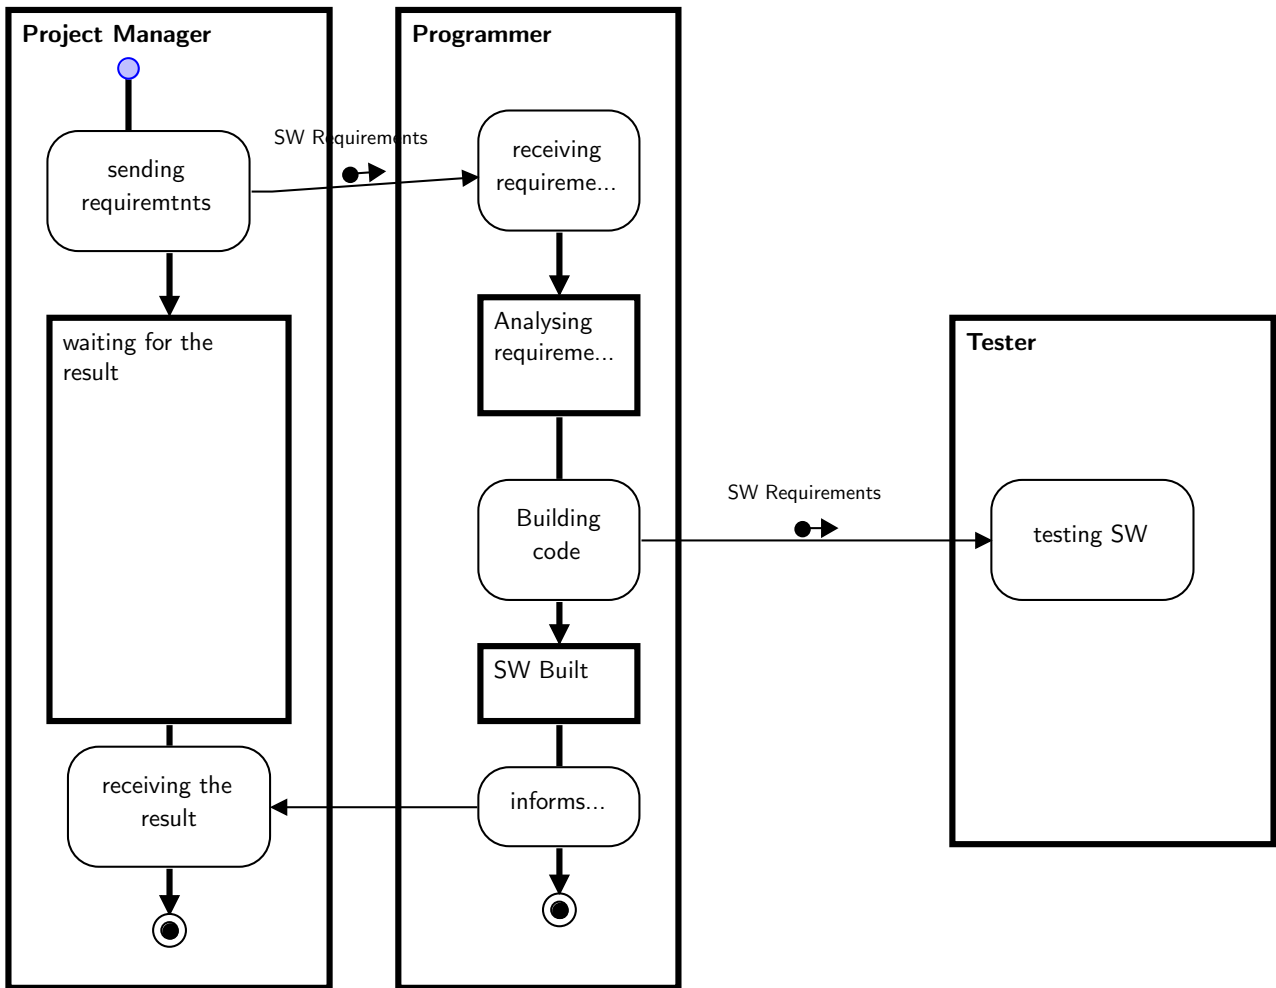 Project Manager
sending
requiremtnts
waiting for the
result
receiving the
result
SW Requirements
Programmer
receiving
requireme...
Analysing
requireme...
Building
code
SW Built
informs...
SW Requirements
Tester
testing SW